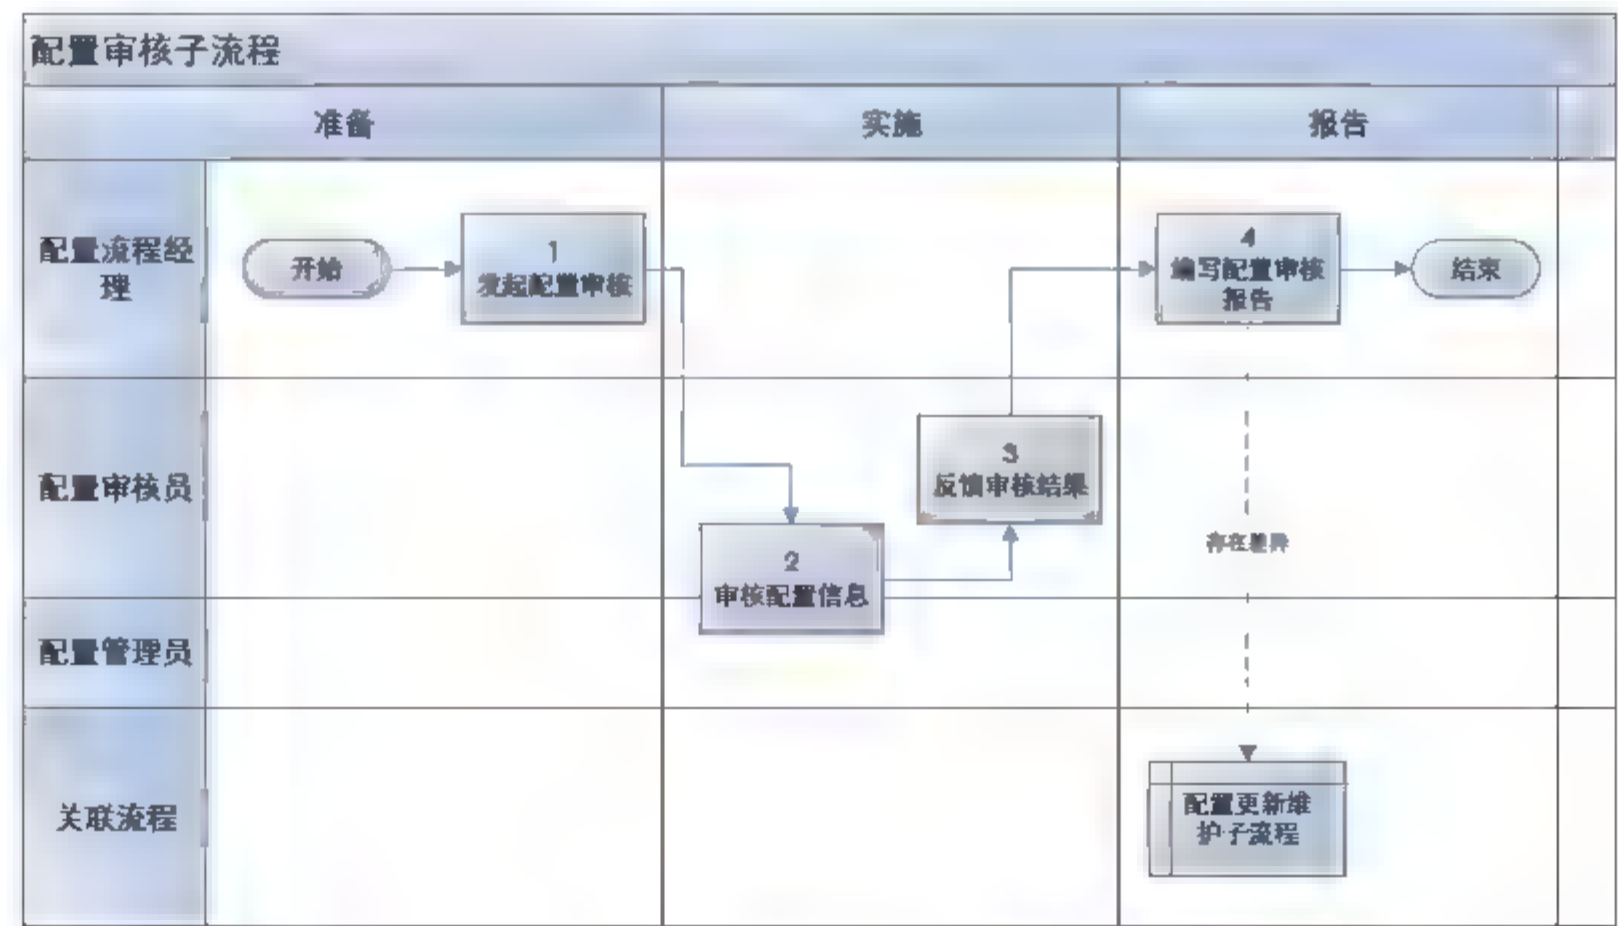 配置审核子流程
准备
实施
报告
配置流程经
理
开始
1
发起配置审核
4
编写配置审核
报告
结束
配置审核员
3
反馈审核结果
2
审核配置信息
存在差异
配置管理员
关联流程
配置更新维
护子流程